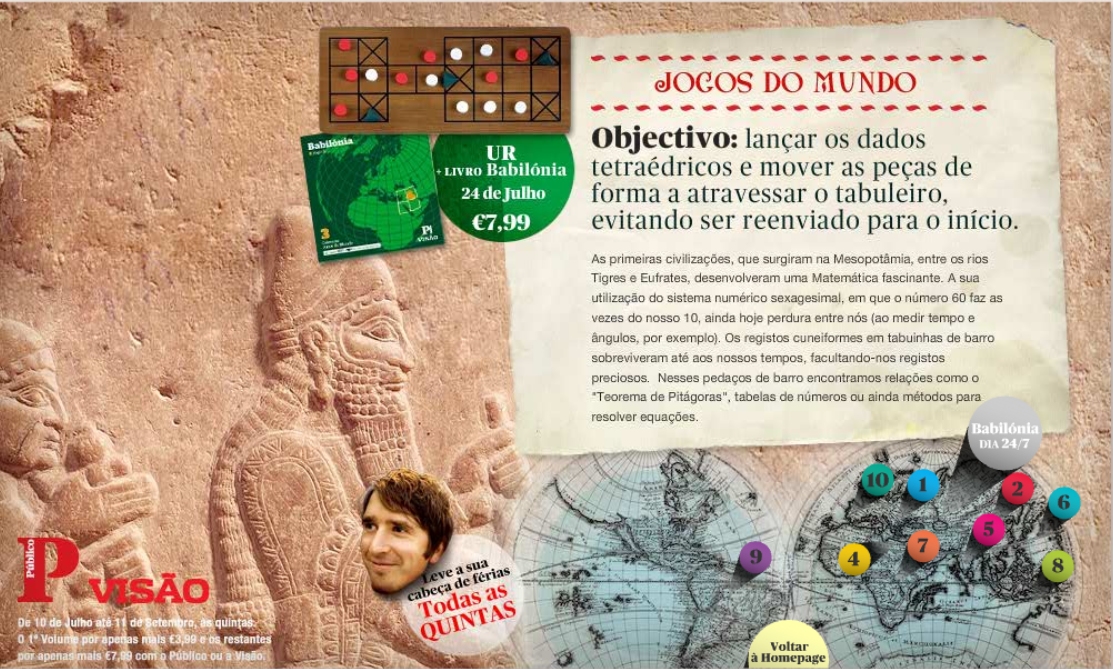 JOGOS DO MUNDO
Objectivo: lançar os dados
tetraédricos e mover as peças de
forma a atravessar o tabuleiro,
evitando ser reenviado para o início.
As primeiras civilizações, que surgiram na Mesopotâmia, entre os rios
Tigres e Eufrates, desenvolveram uma Matemática fascinante. A sua
utilização do sistema numérico sexagesimal, em que o número 60 faz as
vezes do nosso 10, ainda hoje perdura entre nós (ao medir tempo e
ângulos, por exemplo). Os registos cuneiformes em tabuinhas de barro
sobreviveram até aos nossos tempos, facultando-nos registos
preciosos. Nesses pedaços de barro encontramos relações como o
"Teorema de Pitágoras", tabelas de números ou ainda métodos para
resolver equações.
Babilónia
3
P
VISÃO
UR
+ LIVRO Babilónia
24 de Julho
€7,99
Babilónia
DIA 24/7
10
1
2
6
5
7
4
9
8
Leve a sua
cabeça de férias
Todas as
QUINTAS
Público
P VISÃO
De 10 de Julho até 11 de Setembro, às quintas.
O 1º Volume por apenas mais €3,99 e os restantes
por apenas mais €7,99 com o Público ou a Visão.
Voltar
à Homepage